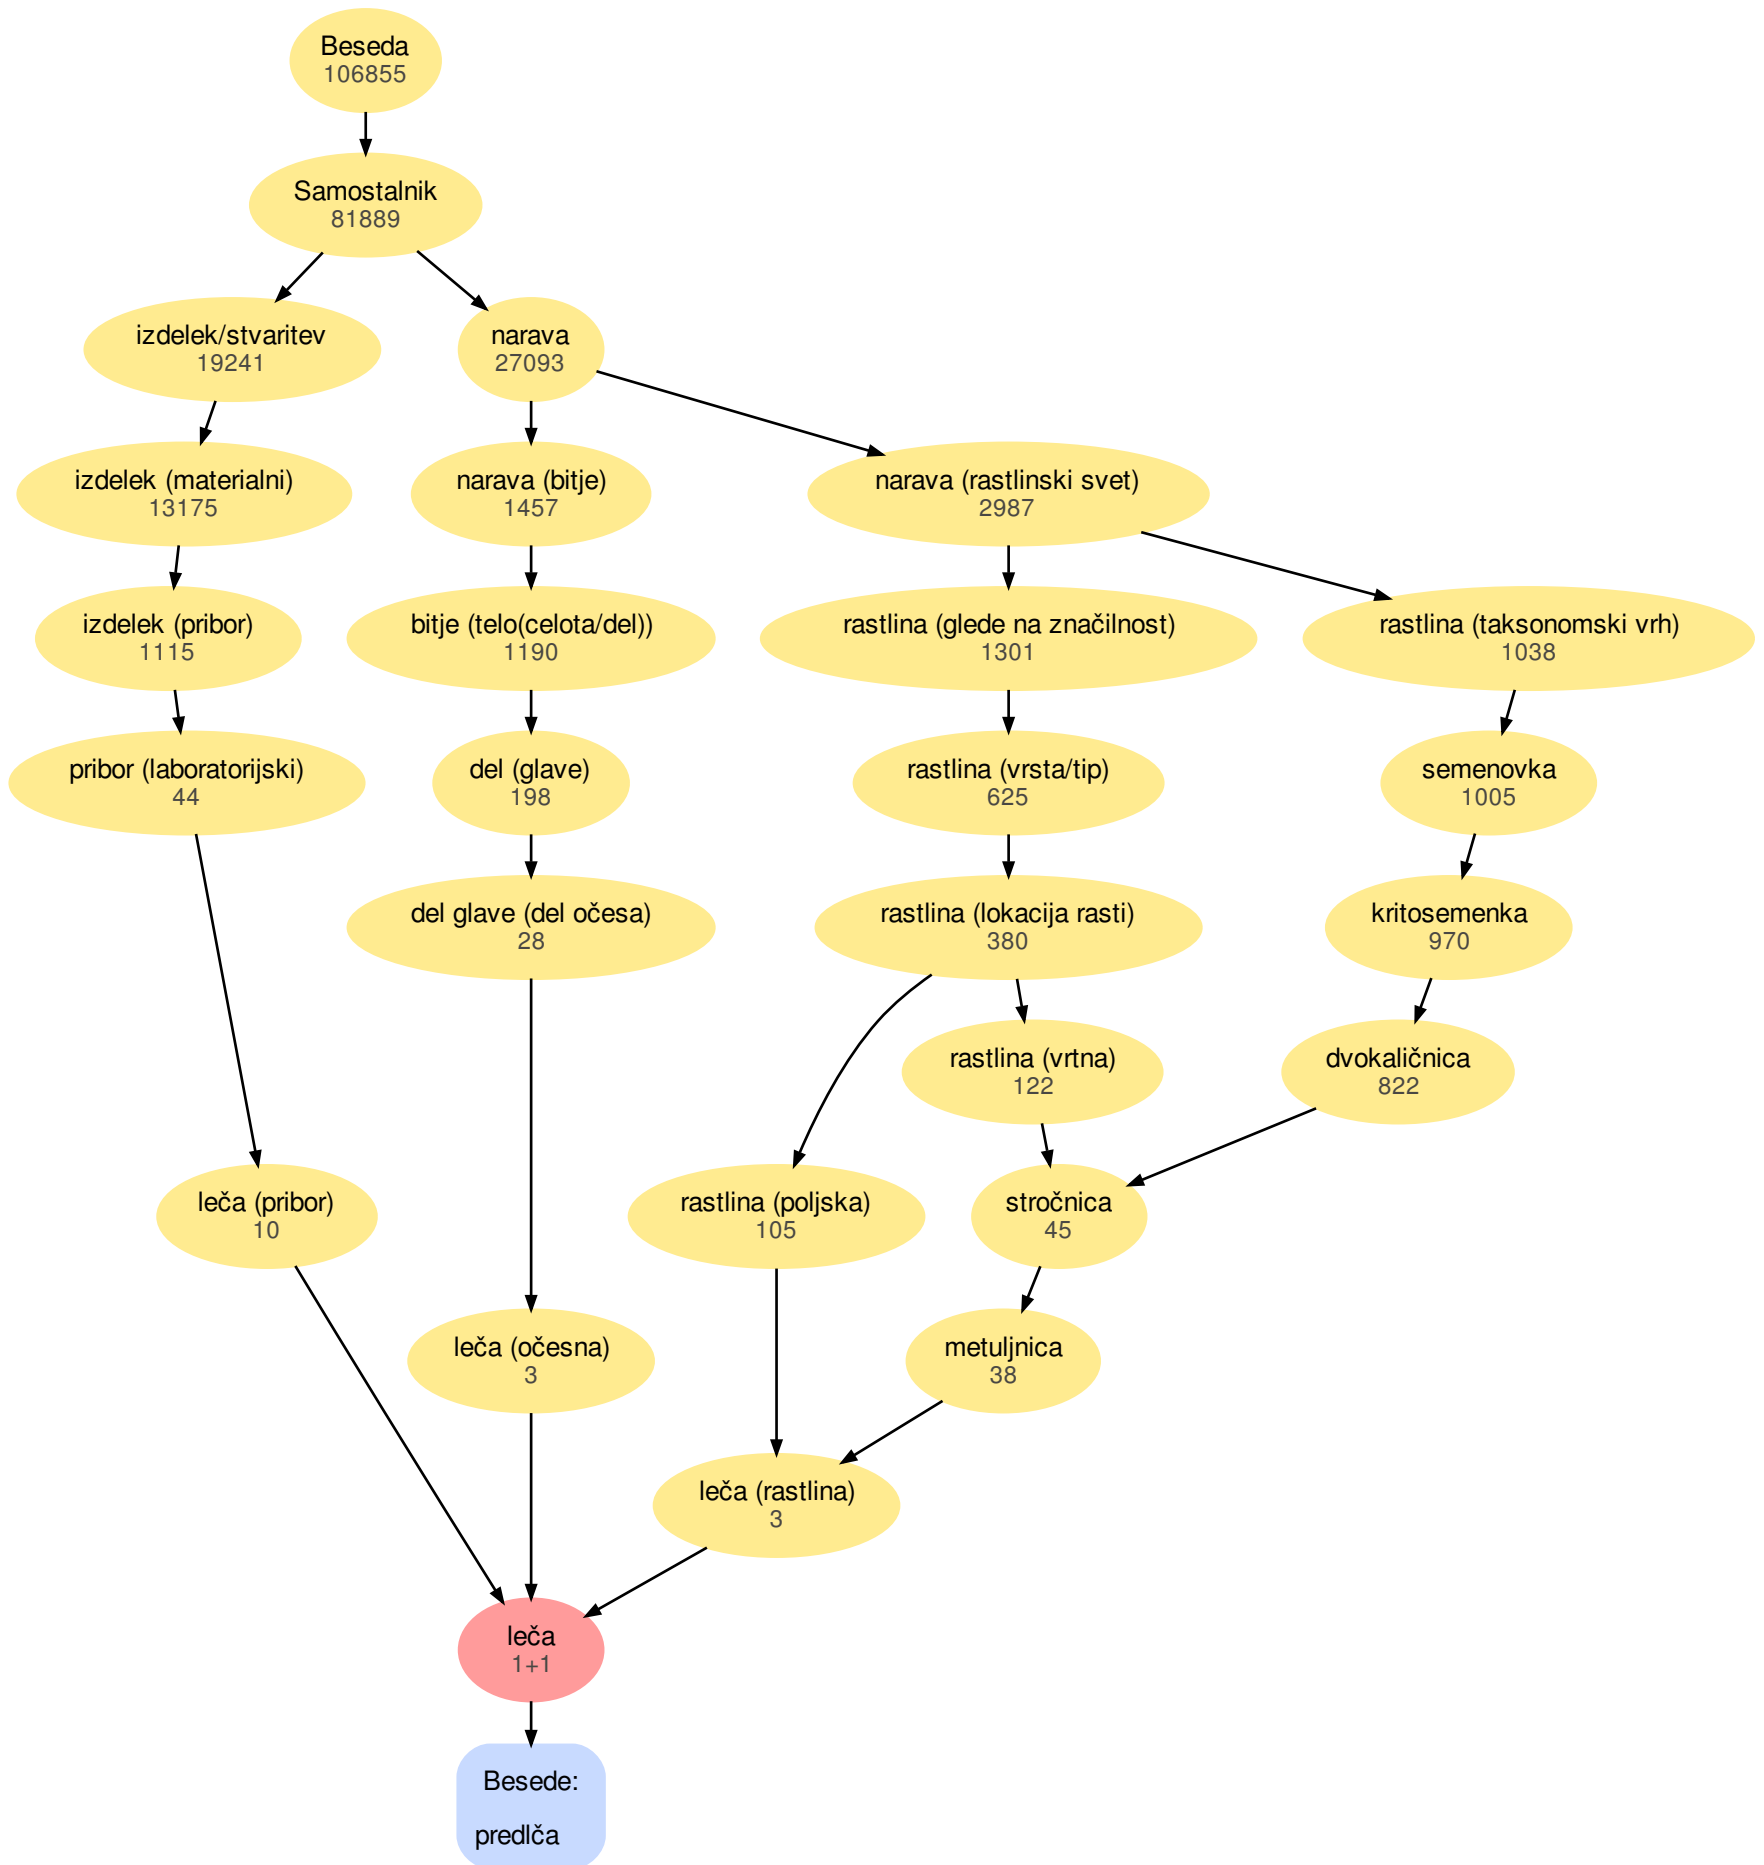 Beseda
106855
Samostalnik
81889
izdelek/stvaritev
19241
narava
27093
izdelek (materialni)
13175
narava (bitje)
1457
narava (rastlinski svet)
2987
izdelek (pribor)
1115
bitje (telo(celota/del))
1190
rastlina (glede na značilnost)
1301
rastlina (taksonomski vrh)
1038
pribor (laboratorijski)
44
del (glave)
198
rastlina (vrsta/tip)
625
semenovka
1005
del glave (del očesa)
28
rastlina (lokacija rasti)
380
kritosemenka
970
rastlina (vrtna)
122
dvokaličnica
822
leča (pribor)
10
rastlina (poljska)
105
stročnica
45
leča (očesna)
3
metuljnica
38
leča (rastlina)
3
leča
1+1
Besede:
predlča